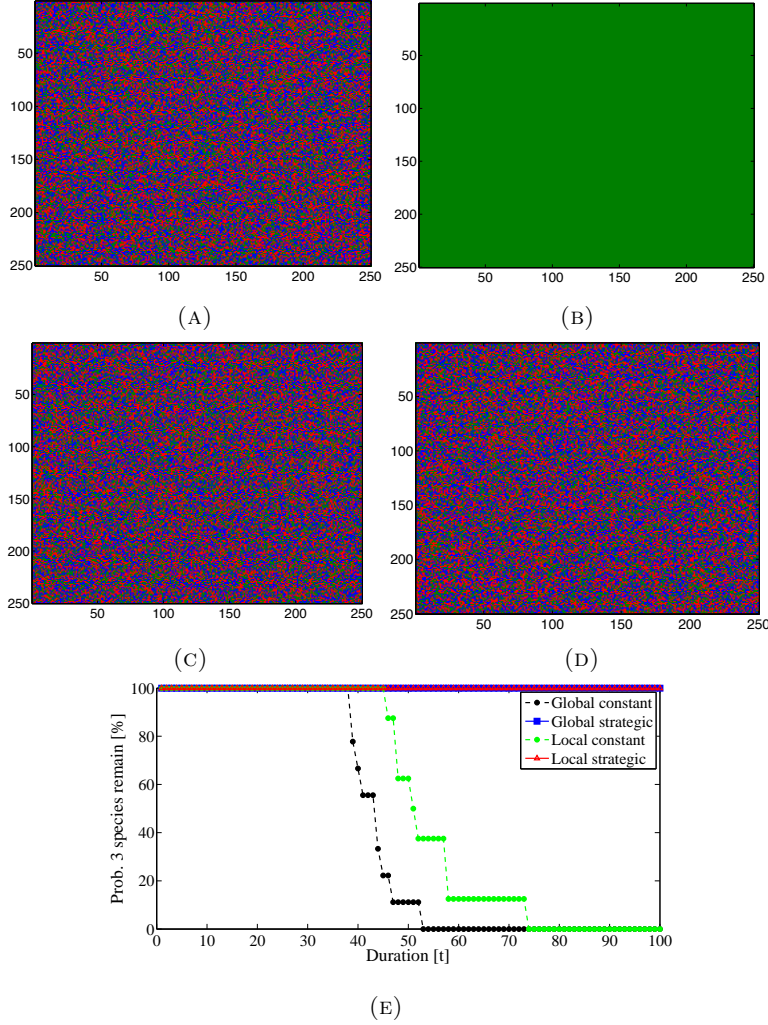 50
100
150
200
250
50 100 150 200 250
(A)
50
100
150
200
250
50 100 150 200 250
(B)
50
100
150
200
250
50 100 150 200 250
(C)
50
100
150
200
250
50 100 150 200 250
(D)
Prob. 3 species remain [%]
100
80
60
40
20
0
Global constant
Global strategic
Local constant
Local strategic
0 10 20 30 40 50 60 70 80 90 100
Duration [t]
(E)